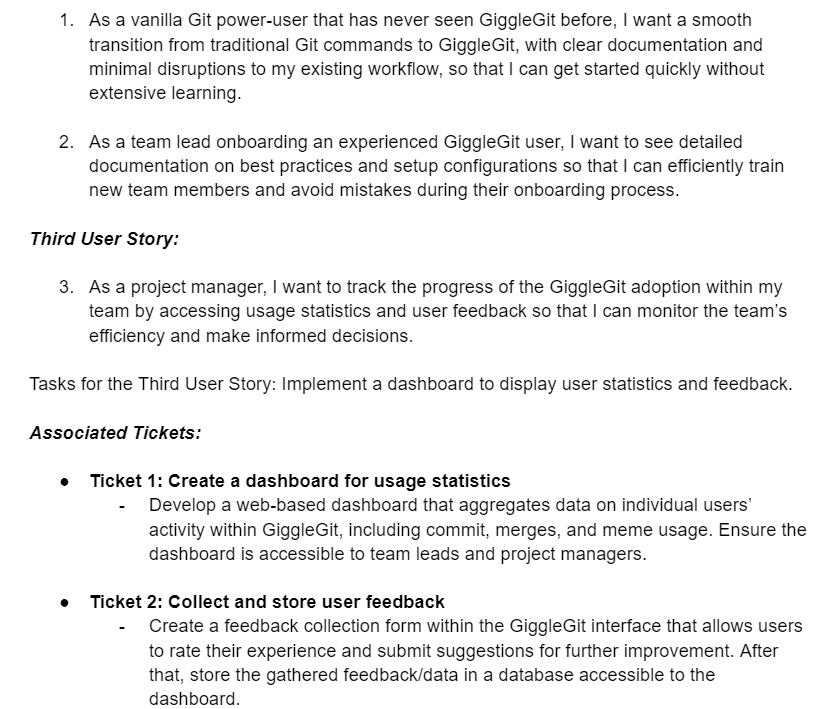 1. As a vanilla Git power-user that has never seen GiggleGit before, I want a smooth
transition from traditional Git commands to GiggleGit, with clear documentation and
minimal disruptions to my existing workflow, so that I can get started quickly without
extensive learning.
2. As a team lead onboarding an experienced GiggleGit user, I want to see detailed
documentation on best practices and setup configurations so that I can efficiently train
new team members and avoid mistakes during their onboarding process.
Third User Story:
3. As a project manager, I want to track the progress of the GiggleGit adoption within my
team by accessing usage statistics and user feedback so that I can monitor the team's
efficiency and make informed decisions.
Tasks for the Third User Story: Implement a dashboard to display user statistics and feedback.
Associated Tickets:
● Ticket 1: Create a dashboard for usage statistics
- Develop a web-based dashboard that aggregates data on individual users'
activity within GiggleGit, including commit, merges, and meme usage. Ensure the
dashboard is accessible to team leads and project managers.
● Ticket 2: Collect and store user feedback
- Create a feedback collection form within the GiggleGit interface that allows users
to rate their experience and submit suggestions for further improvement. After
that, store the gathered feedback/data in a database accessible to the
dashboard.